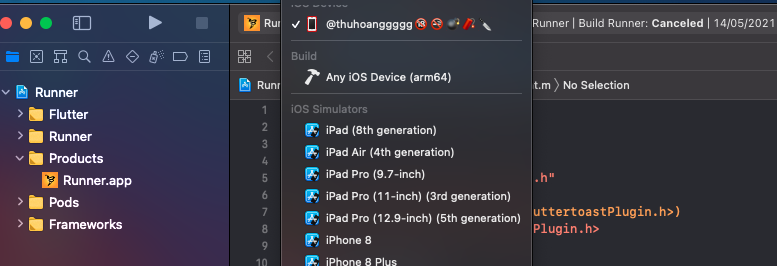 iOS Device
@thuhoanggggg 🔞🚭💣🧨🔪
Run
Runner | Build Runner: Canceled | 14/05/2021
Build
Any iOS Device (arm64)
Runn
t.m
No Selection
iOS Simulators
Runner
Flutter
Runner
Products
Runner.app
Pods
Frameworks
iPad (8th generation)
iPad Air (4th generation)
iPad Pro (9.7-inch)
iPad Pro (11-inch) (3rd generation)
iPad Pro (12.9-inch) (5th generation)
iPhone 8
iPhone 8 Plus
1
2
3
4
5
.h"
6
7
uttertoastPlugin.h>)
8
Plugin.h>
9
10